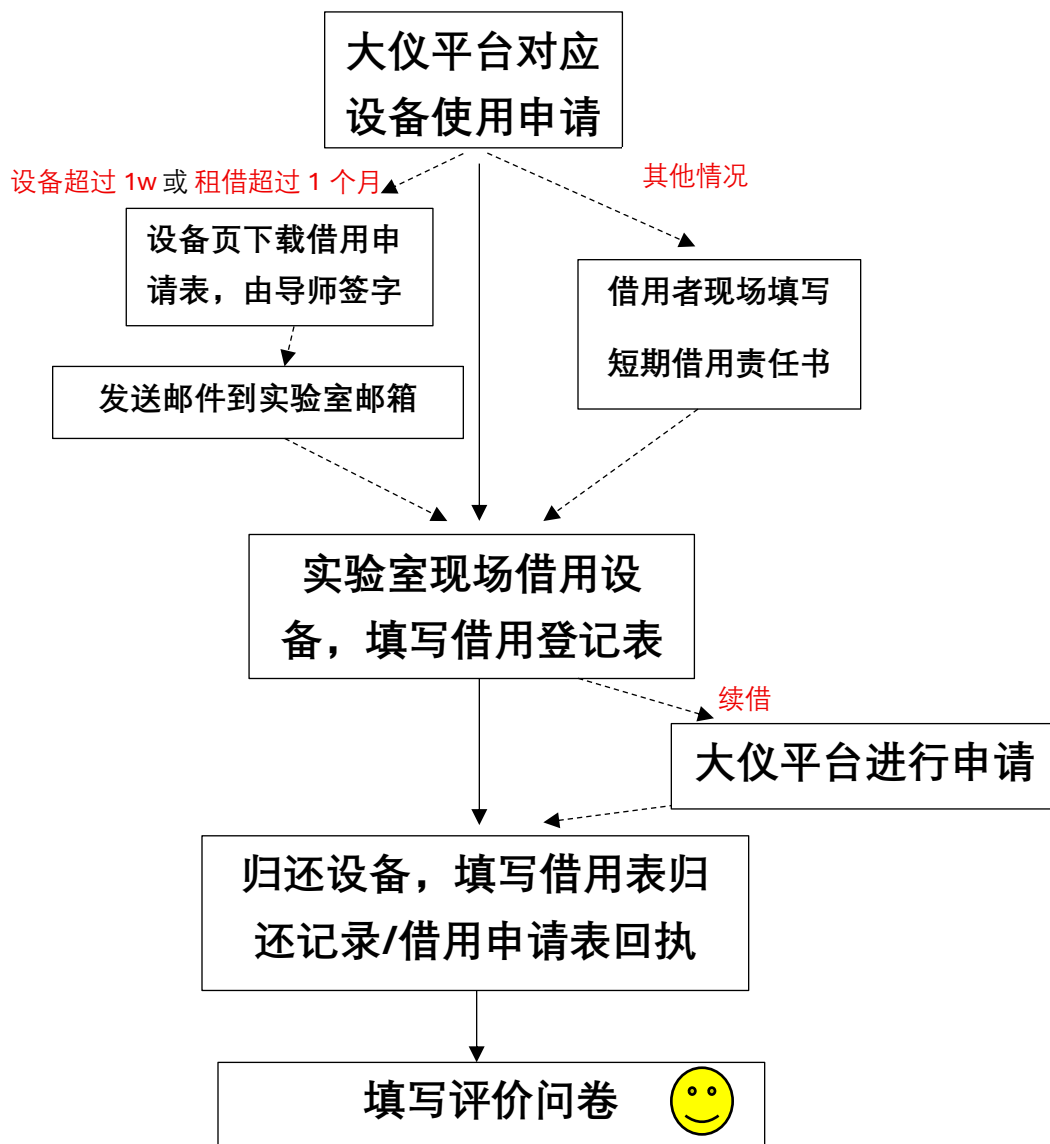 大仪平台对应
设备使用申请
设备超过 1w 或 租借超过 1 个月
其他情况
设备页下载借用申
请表，由导师签字
借用者现场填写
短期借用责任书
发送邮件到实验室邮箱
实验室现场借用设
备，填写借用登记表
续借
大仪平台进行申请
归还设备，填写借用表归
还记录/借用申请表回执
填写评价问卷